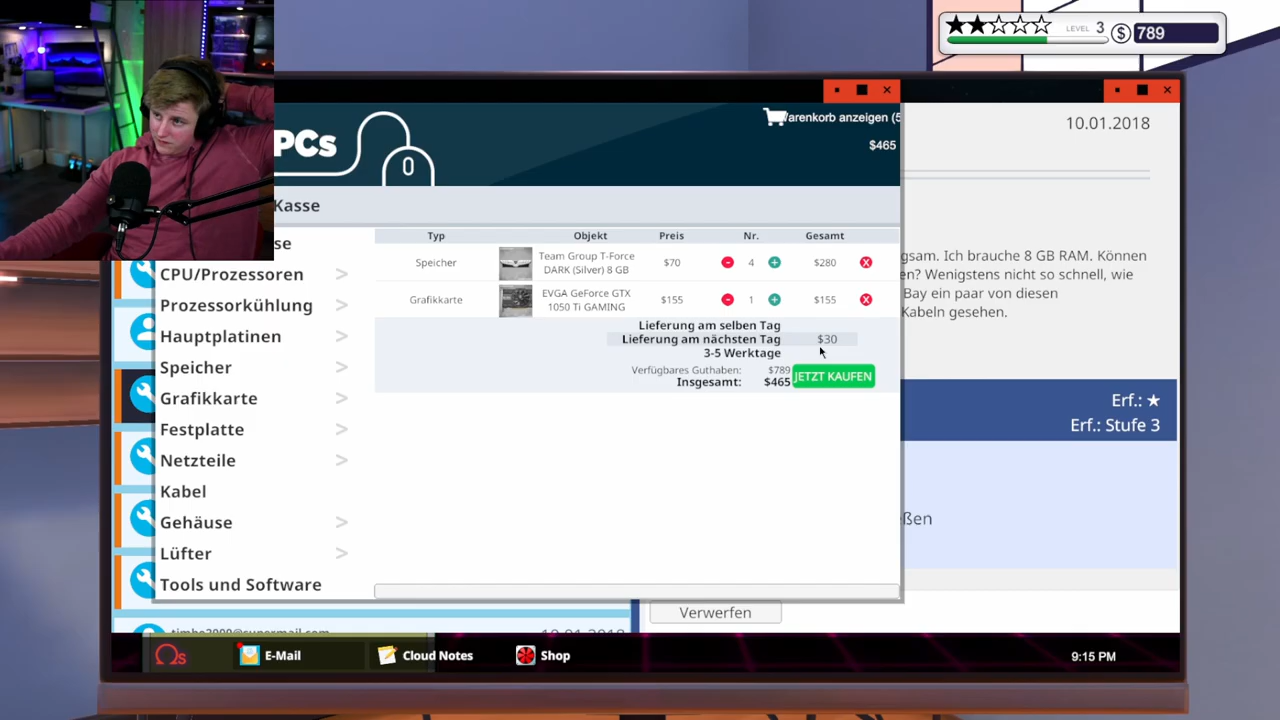 LEVEL 3
$ 789
PCs
arenkorb anzeigen (5
$465
10.01.2018
Kasse
Typ Objekt Preis Nr. Gesamt
Speicher Team Group T-Force DARK (Silver) 8 GB $70 4 $280
Grafikkarte EVGA GeForce GTX 1050 Ti GAMING $155 1 $155
Lieferung am selben Tag
Lieferung am nächsten Tag $30
3-5 Werktage
Verfügbares Guthaben: $789
Insgesamt: $465
JETZT KAUFEN
se
CPU/Prozessoren >
Prozessorkühlung >
Hauptplatinen >
Speicher >
Grafikkarte >
Festplatte >
Netzteile >
Kabel
Gehäuse >
Lüfter >
Tools und Software
gsam. Ich brauche 8 GB RAM. Können
en? Wenigstens nicht so schnell, wie
Bay ein paar von diesen
Kabeln gesehen.
Erf.: ★
Erf.: Stufe 3
ßen
Verwerfen
10.01.2018
Ωs E-Mail Cloud Notes Shop 9:15 PM